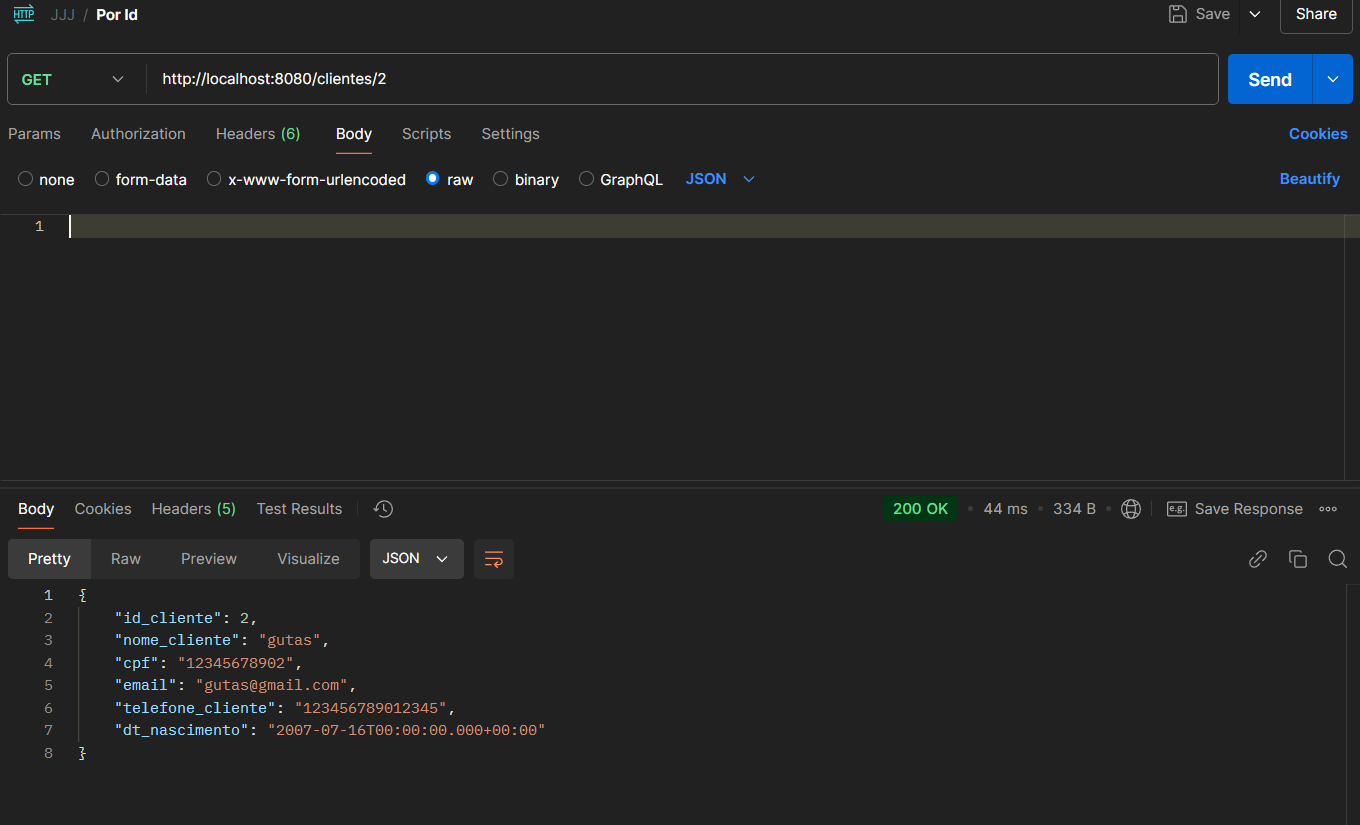 HTTP JJJ / Por Id Save Share
GET http://localhost:8080/clientes/2 Send
Params Authorization Headers (6) Body Scripts Settings Cookies
none form-data x-www-form-urlencoded raw binary GraphQL JSON Beautify
1
Body Cookies Headers (5) Test Results 200 OK • 44 ms • 334 B • e.g. Save Response
Pretty Raw Preview Visualize JSON
1 {
2 "id_cliente": 2,
3 "nome_cliente": "gutas",
4 "cpf": "12345678902",
5 "email": "gutas@gmail.com",
6 "telefone_cliente": "123456789012345",
7 "dt_nascimento": "2007-07-16T00:00:00.000+00:00"
8 }